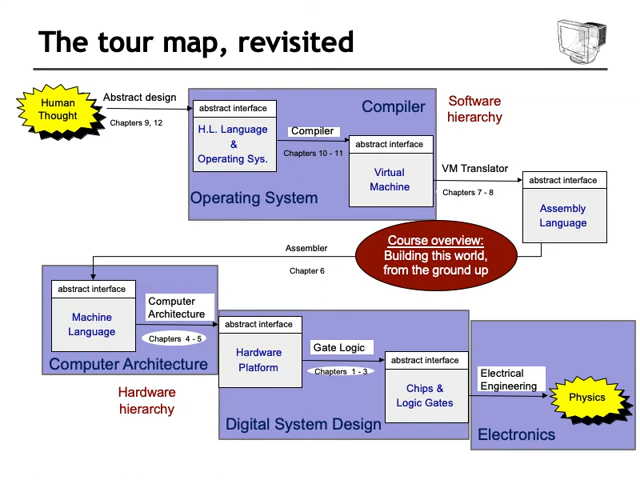 The tour map, revisited
Human
Thought
Abstract design
Chapters 9, 12
abstract interface
H.L. Language
&
Operating Sys.
Compiler
Chapters 10 - 11
Compiler
abstract interface
Virtual
Machine
Operating System
Software
hierarchy
VM Translator
Chapters 7 - 8
abstract interface
Assembly
Language
Assembler
Chapter 6
Course overview:
Building this world,
from the ground up
abstract interface
Machine
Language
Computer
Architecture
Chapters 4 - 5
Computer Architecture
Hardware
hierarchy
abstract interface
Hardware
Platform
Gate Logic
Chapters 1 - 3
abstract interface
Chips &
Logic Gates
Digital System Design
Electrical
Engineering
Physics
Electronics